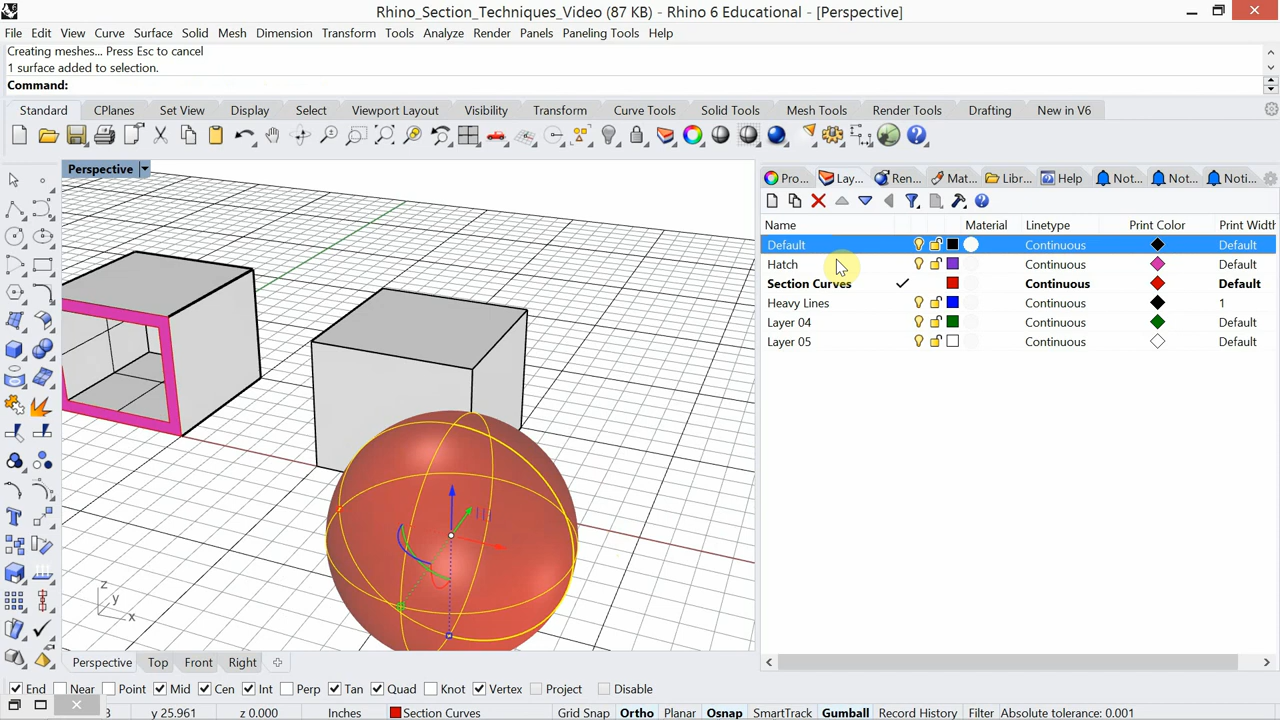 Rhino_Section_Techniques_Video (87 KB) - Rhino 6 Educational - [Perspective]
File Edit View Curve Surface Solid Mesh Dimension Transform Tools Analyze Render Panels Paneling Tools Help
Creating meshes... Press Esc to cancel
1 surface added to selection.
Command:
Standard CPlanes Set View Display Select Viewport Layout Visibility Transform Curve Tools Solid Tools Mesh Tools Render Tools Drafting New in V6
Perspective
Pro... Lay... Ren... Mat... Libr... Help Not... Not... Noti...
Name Material Linetype Print Color Print Width
Default Continuous Default
Hatch Continuous Default
Section Curves Continuous Default
Heavy Lines Continuous 1
Layer 04 Continuous Default
Layer 05 Continuous Default
z
y
x
Perspective Top Front Right
End Near Point Mid Cen Int Perp Tan Quad Knot Vertex Project Disable
3 y 25.961 z 0.000 Inches Section Curves Grid Snap Ortho Planar Osnap SmartTrack Gumball Record History Filter Absolute tolerance: 0.001